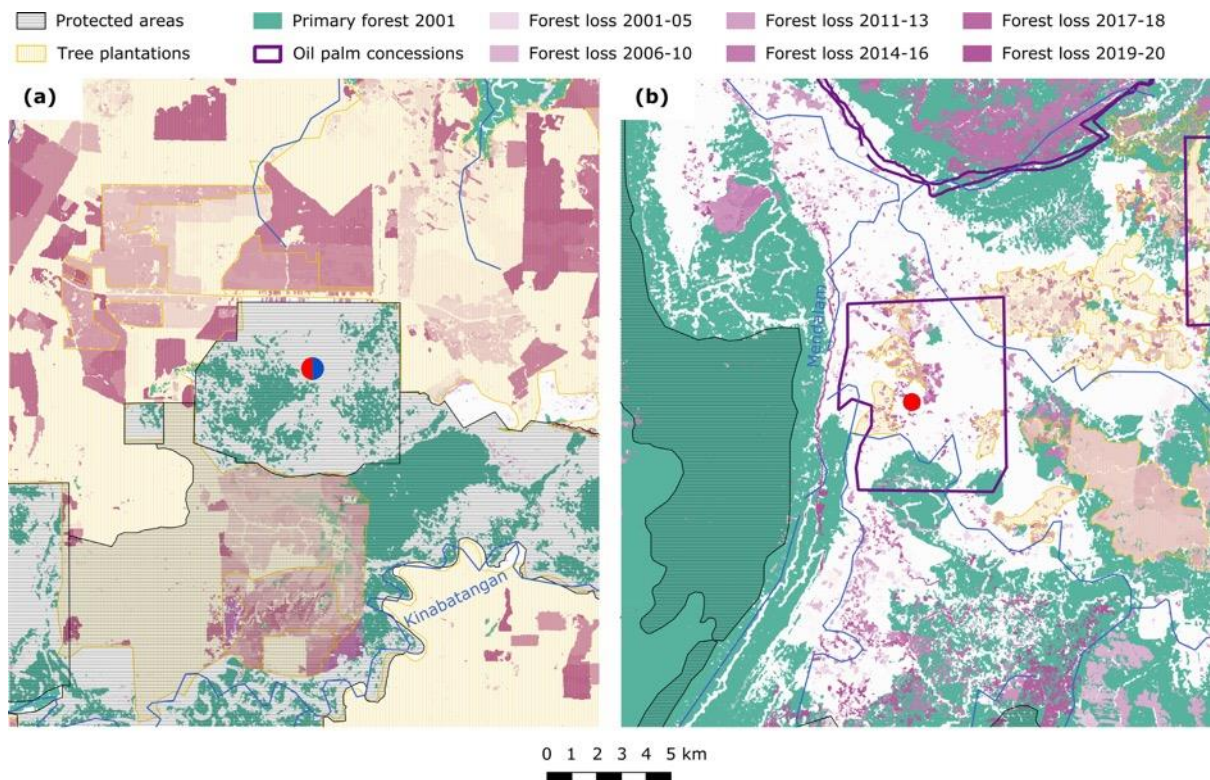 Protected areas Primary forest 2001 Forest loss 2001-05 Forest loss 2011-13 Forest loss 2017-18
Tree plantations Oil palm concessions Forest loss 2006-10 Forest loss 2014-16 Forest loss 2019-20
(a) (b)
Mengalam
Kinabatangan
0 1 2 3 4 5 km